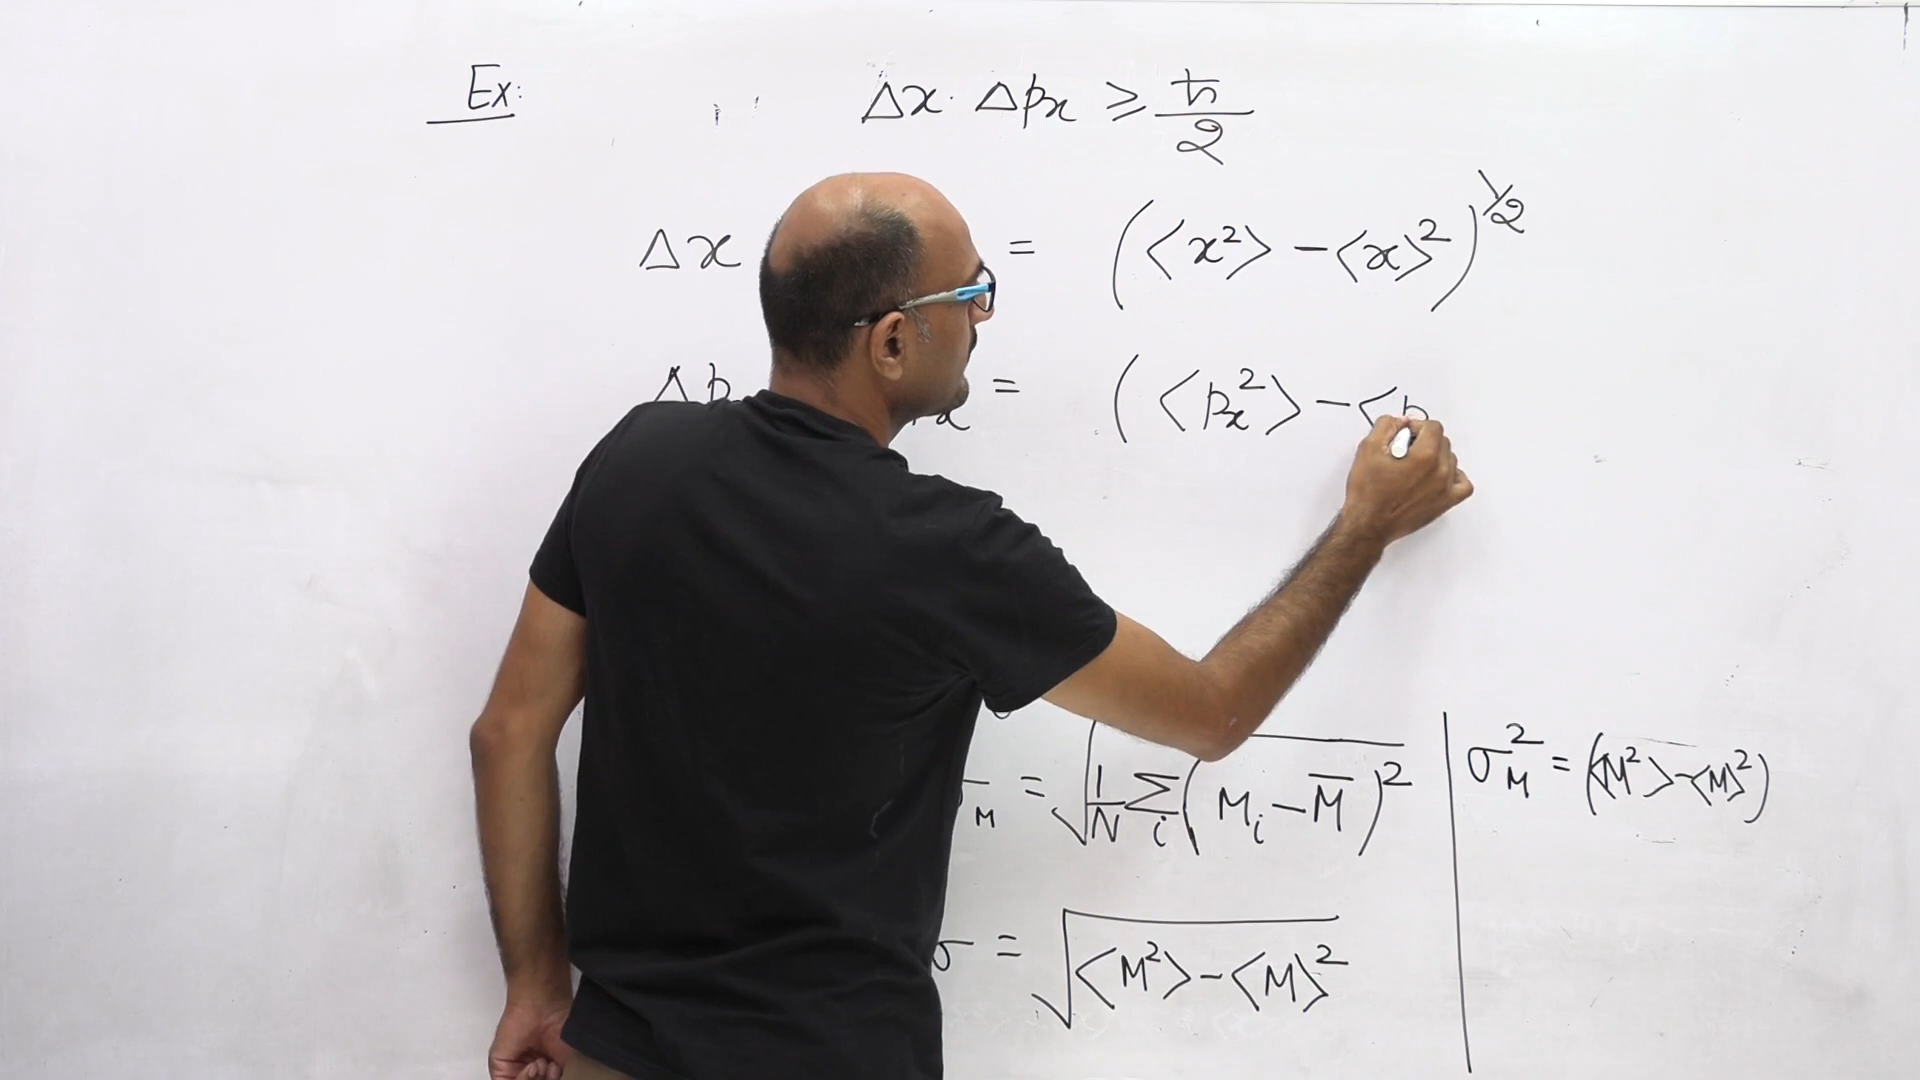 Ex:
Δx · Δpx ≥ ħ/2
Δx = (⟨x²⟩ - ⟨x⟩²)^1/2
Δp x = (⟨px²⟩ - ⟨p
M = √(1/N Σi (Mi - M̅)²)
σ²M = (⟨M²⟩ - ⟨M⟩²)
σ = √(⟨M²⟩ - ⟨M⟩²)